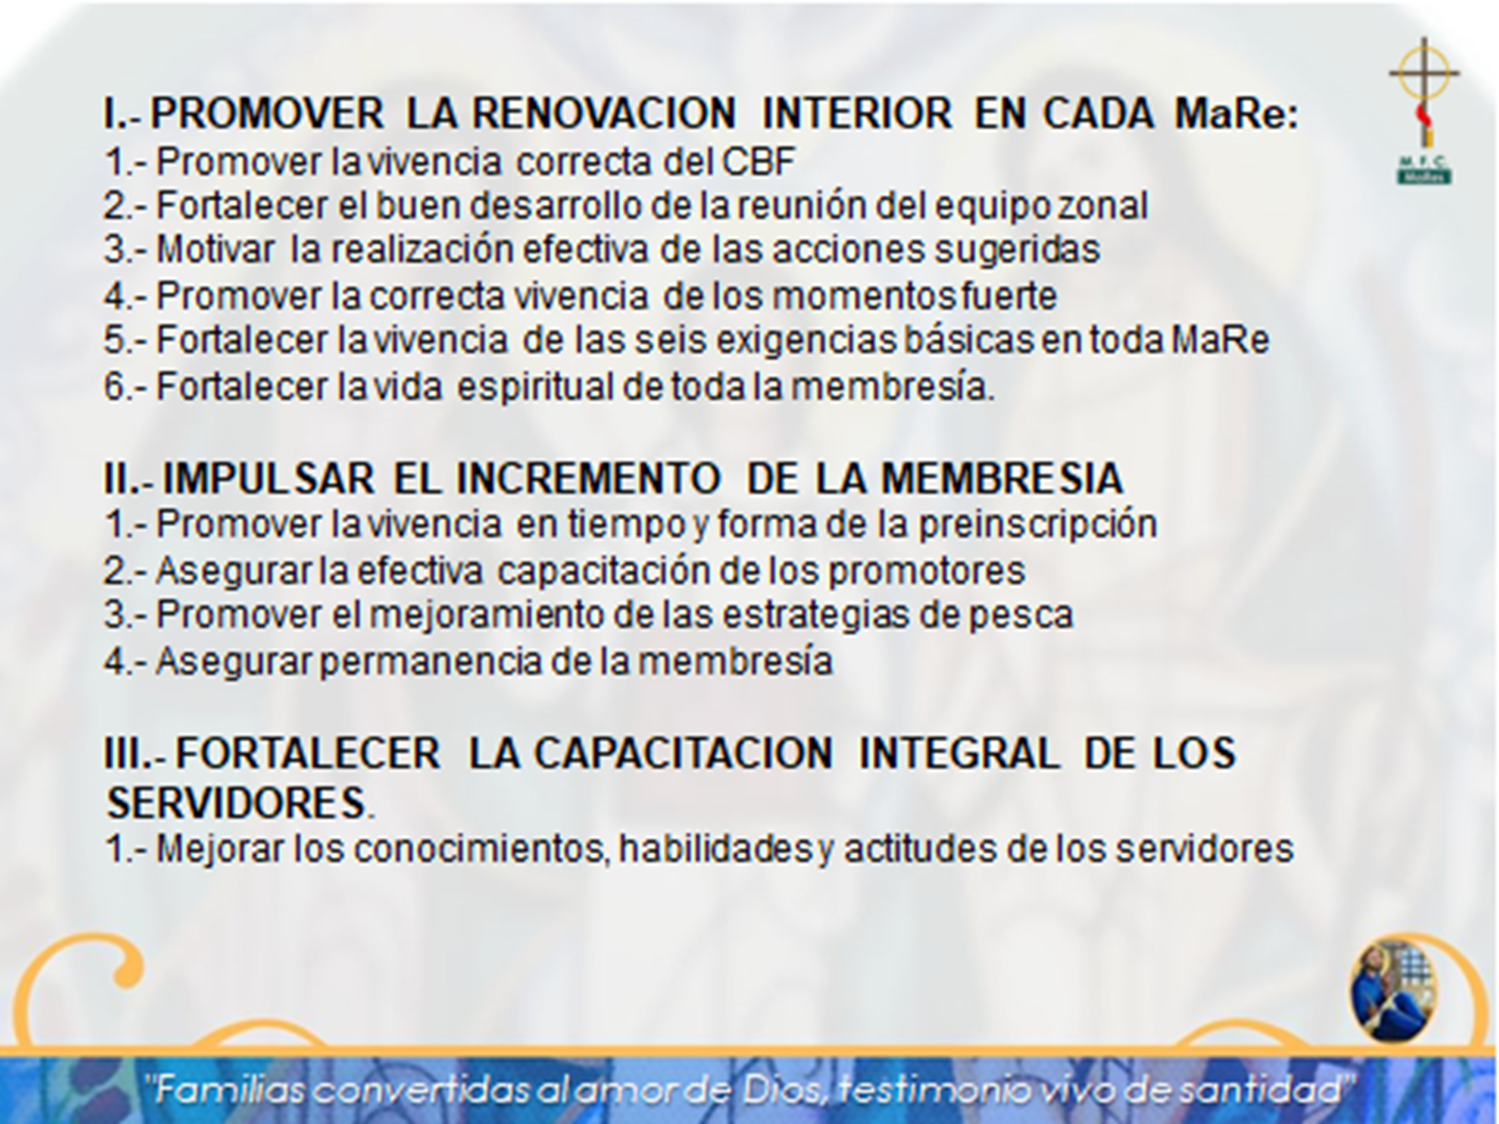 I.- PROMOVER LA RENOVACION INTERIOR EN CADA MaRe:
1.- Promover la vivencia correcta del CBF
2.- Fortalecer el buen desarrollo de la reunión del equipo zonal
3.- Motivar la realización efectiva de las acciones sugeridas
4.- Promover la correcta vivencia de los momentos fuerte
5.- Fortalecer la vivencia de las seis exigencias básicas en toda MaRe
6.- Fortalecer la vida espiritual de toda la membresía.
II.- IMPULSAR EL INCREMENTO DE LA MEMBRESIA
1.- Promover la vivencia en tiempo y forma de la preinscripción
2.- Asegurar la efectiva capacitación de los promotores
3.- Promover el mejoramiento de las estrategias de pesca
4.- Asegurar permanencia de la membresía
III.- FORTALECER LA CAPACITACION INTEGRAL DE LOS
SERVIDORES.
1.- Mejorar los conocimientos, habilidades y actitudes de los servidores
M. F. C.
MaRes
"Familias convertidas al amor de Dios, testimonio vivo de santidad"